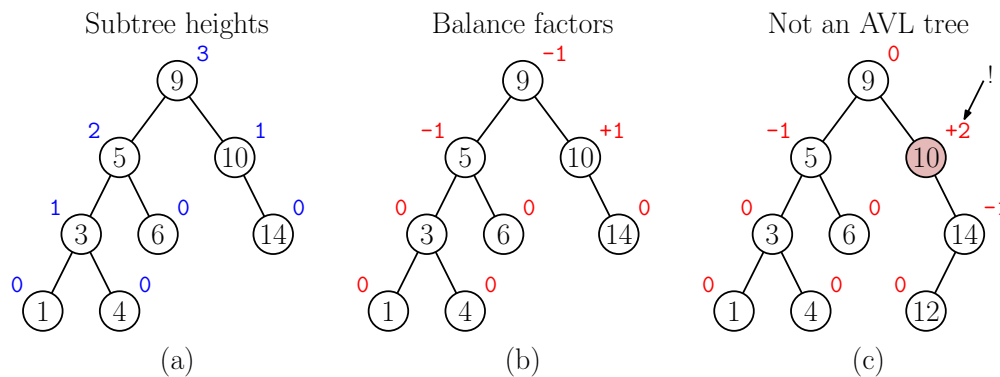 Subtree heights Balance factors Not an AVL tree
3 -1 0
9 9 9 !
2 1 -1 +1 -1 +2
5 10 5 10 5 10
1 0 0 0 0 0 0 0 -1
3 6 14 3 6 14 3 6 14
0 0 0 0 0 0 0
1 4 1 4 1 4 12
(a) (b) (c)